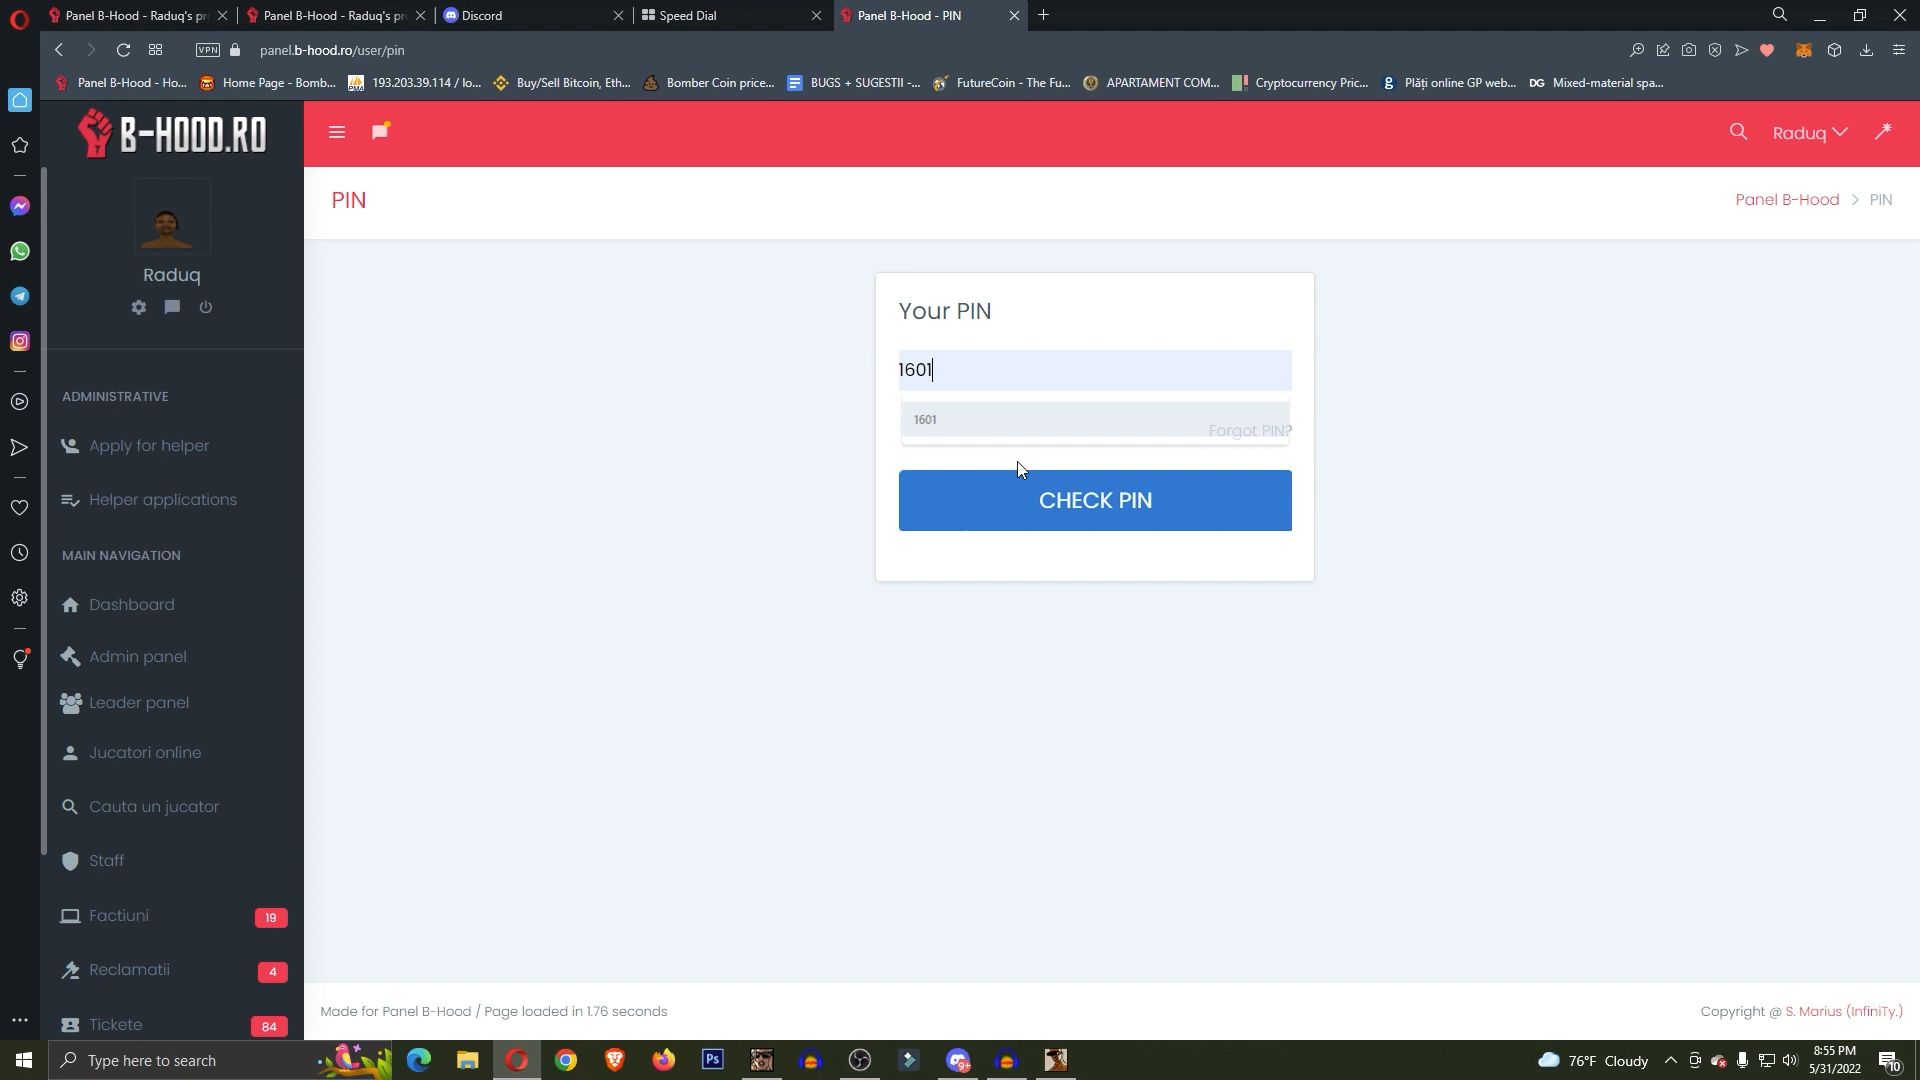 Panel B-Hood - Raduq's pr
Panel B-Hood - Raduq's pr
Discord
Speed Dial
Panel B-Hood - PIN
VPN
panel.b-hood.ro/user/pin
Panel B-Hood - Ho...
Home Page - Bomb...
193.203.39.114 / lo...
Buy/Sell Bitcoin, Eth...
Bomber Coin price...
BUGS + SUGESTII -...
FutureCoin - The Fu...
APARTAMENT COM...
Cryptocurrency Pric...
Plăți online GP web...
DG Mixed-material spa...
B-HOOD.RO
Raduq
PIN
Panel B-Hood > PIN
Raduq
ADMINISTRATIVE
Apply for helper
Helper applications
MAIN NAVIGATION
Dashboard
Admin panel
Leader panel
Jucatori online
Cauta un jucator
Staff
Factiuni 19
Reclamatii 4
Tickete 84
Your PIN
1601
1601
Forgot PIN?
CHECK PIN
Made for Panel B-Hood / Page loaded in 1.76 seconds
Copyright @ S. Marius (InfiniTy.)
Type here to search
Ps
9+
76°F Cloudy
8:55 PM
5/31/2022
10